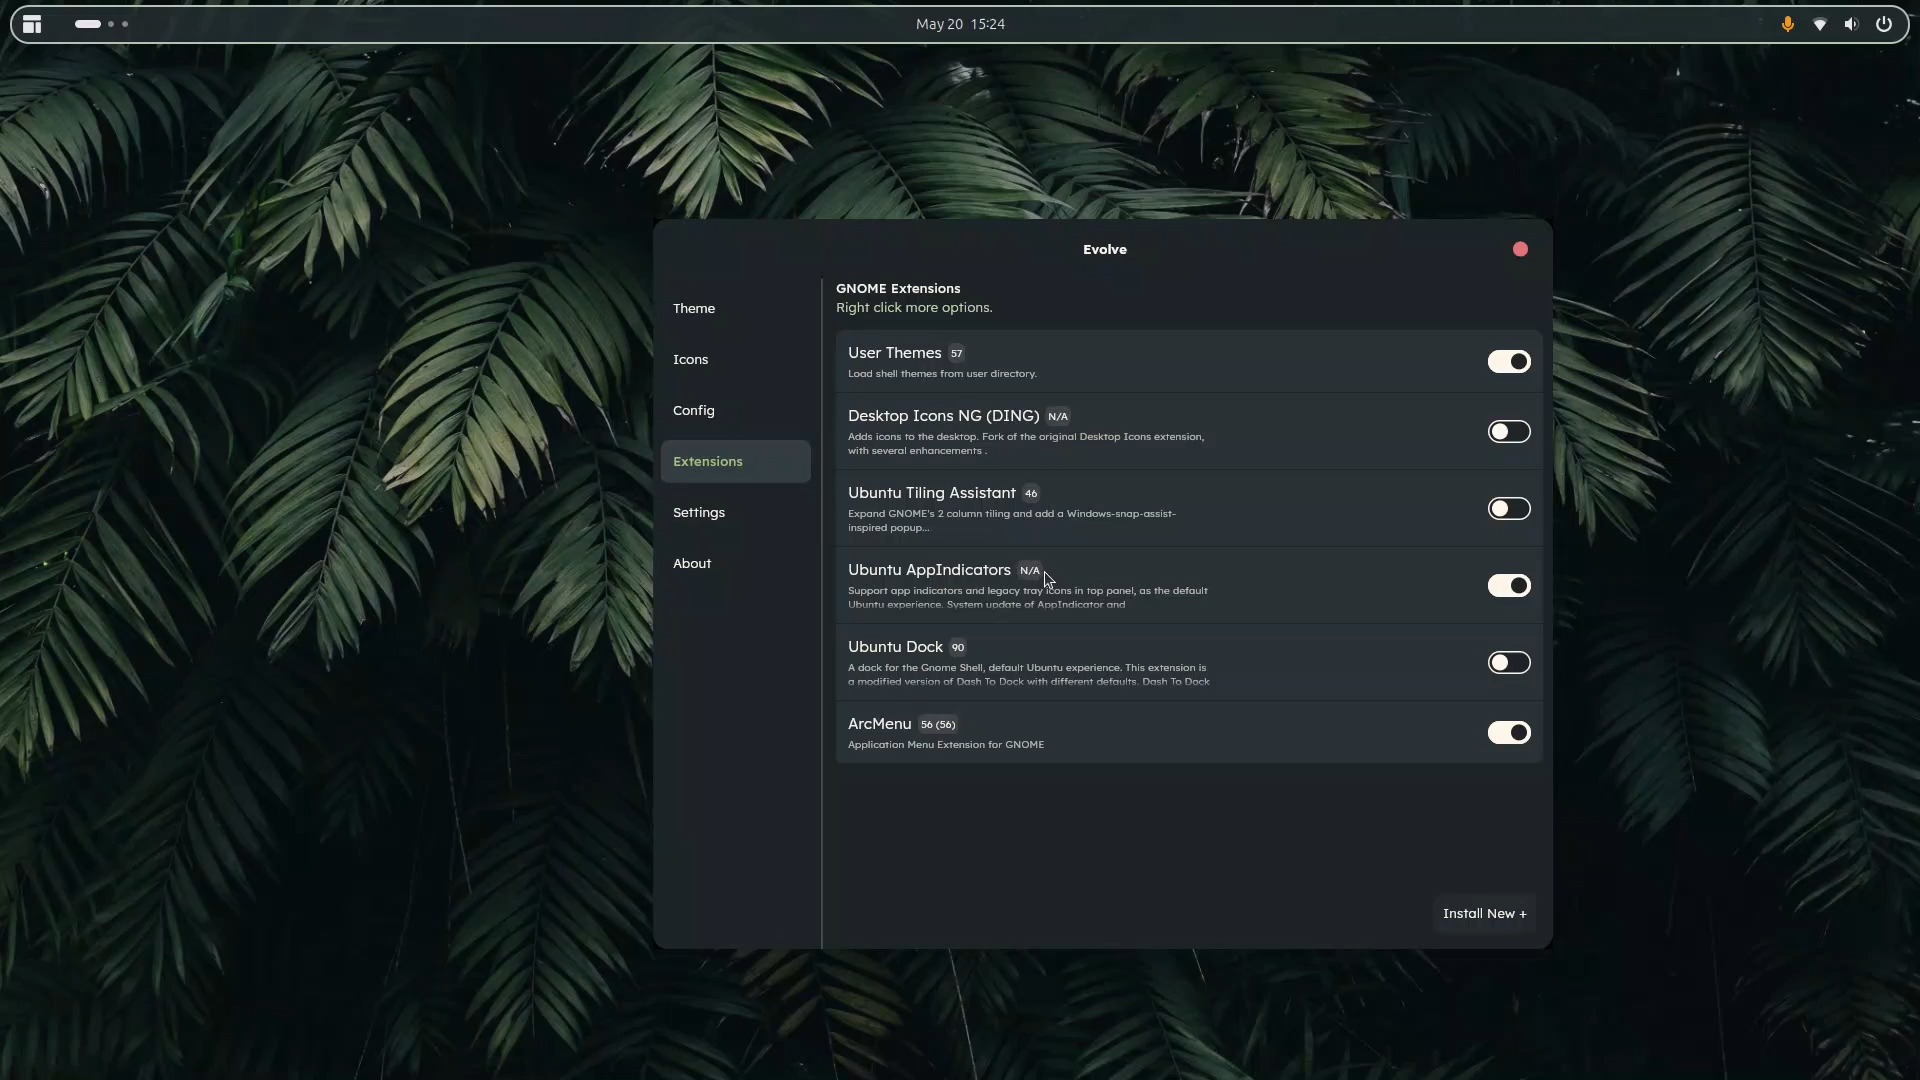 May 20 15:24
Evolve
Theme
Icons
Config
Extensions
Settings
About
GNOME Extensions
Right click more options.
User Themes 57
Load shell themes from user directory.
Desktop Icons NG (DING) N/A
Adds icons to the desktop. Fork of the original Desktop Icons extension,
with several enhancements .
Ubuntu Tiling Assistant 46
Expand GNOME's 2 column tiling and add a Windows-snap-assist-
inspired popup...
Ubuntu AppIndicators N/A
Support app indicators and legacy tray icons in top panel, as the default
Ubuntu experience. System update of AppIndicator and
Ubuntu Dock 90
A dock for the Gnome Shell, default Ubuntu experience. This extension is
a modified version of Dash To Dock with different defaults. Dash To Dock
ArcMenu 56 (56)
Application Menu Extension for GNOME
Install New +